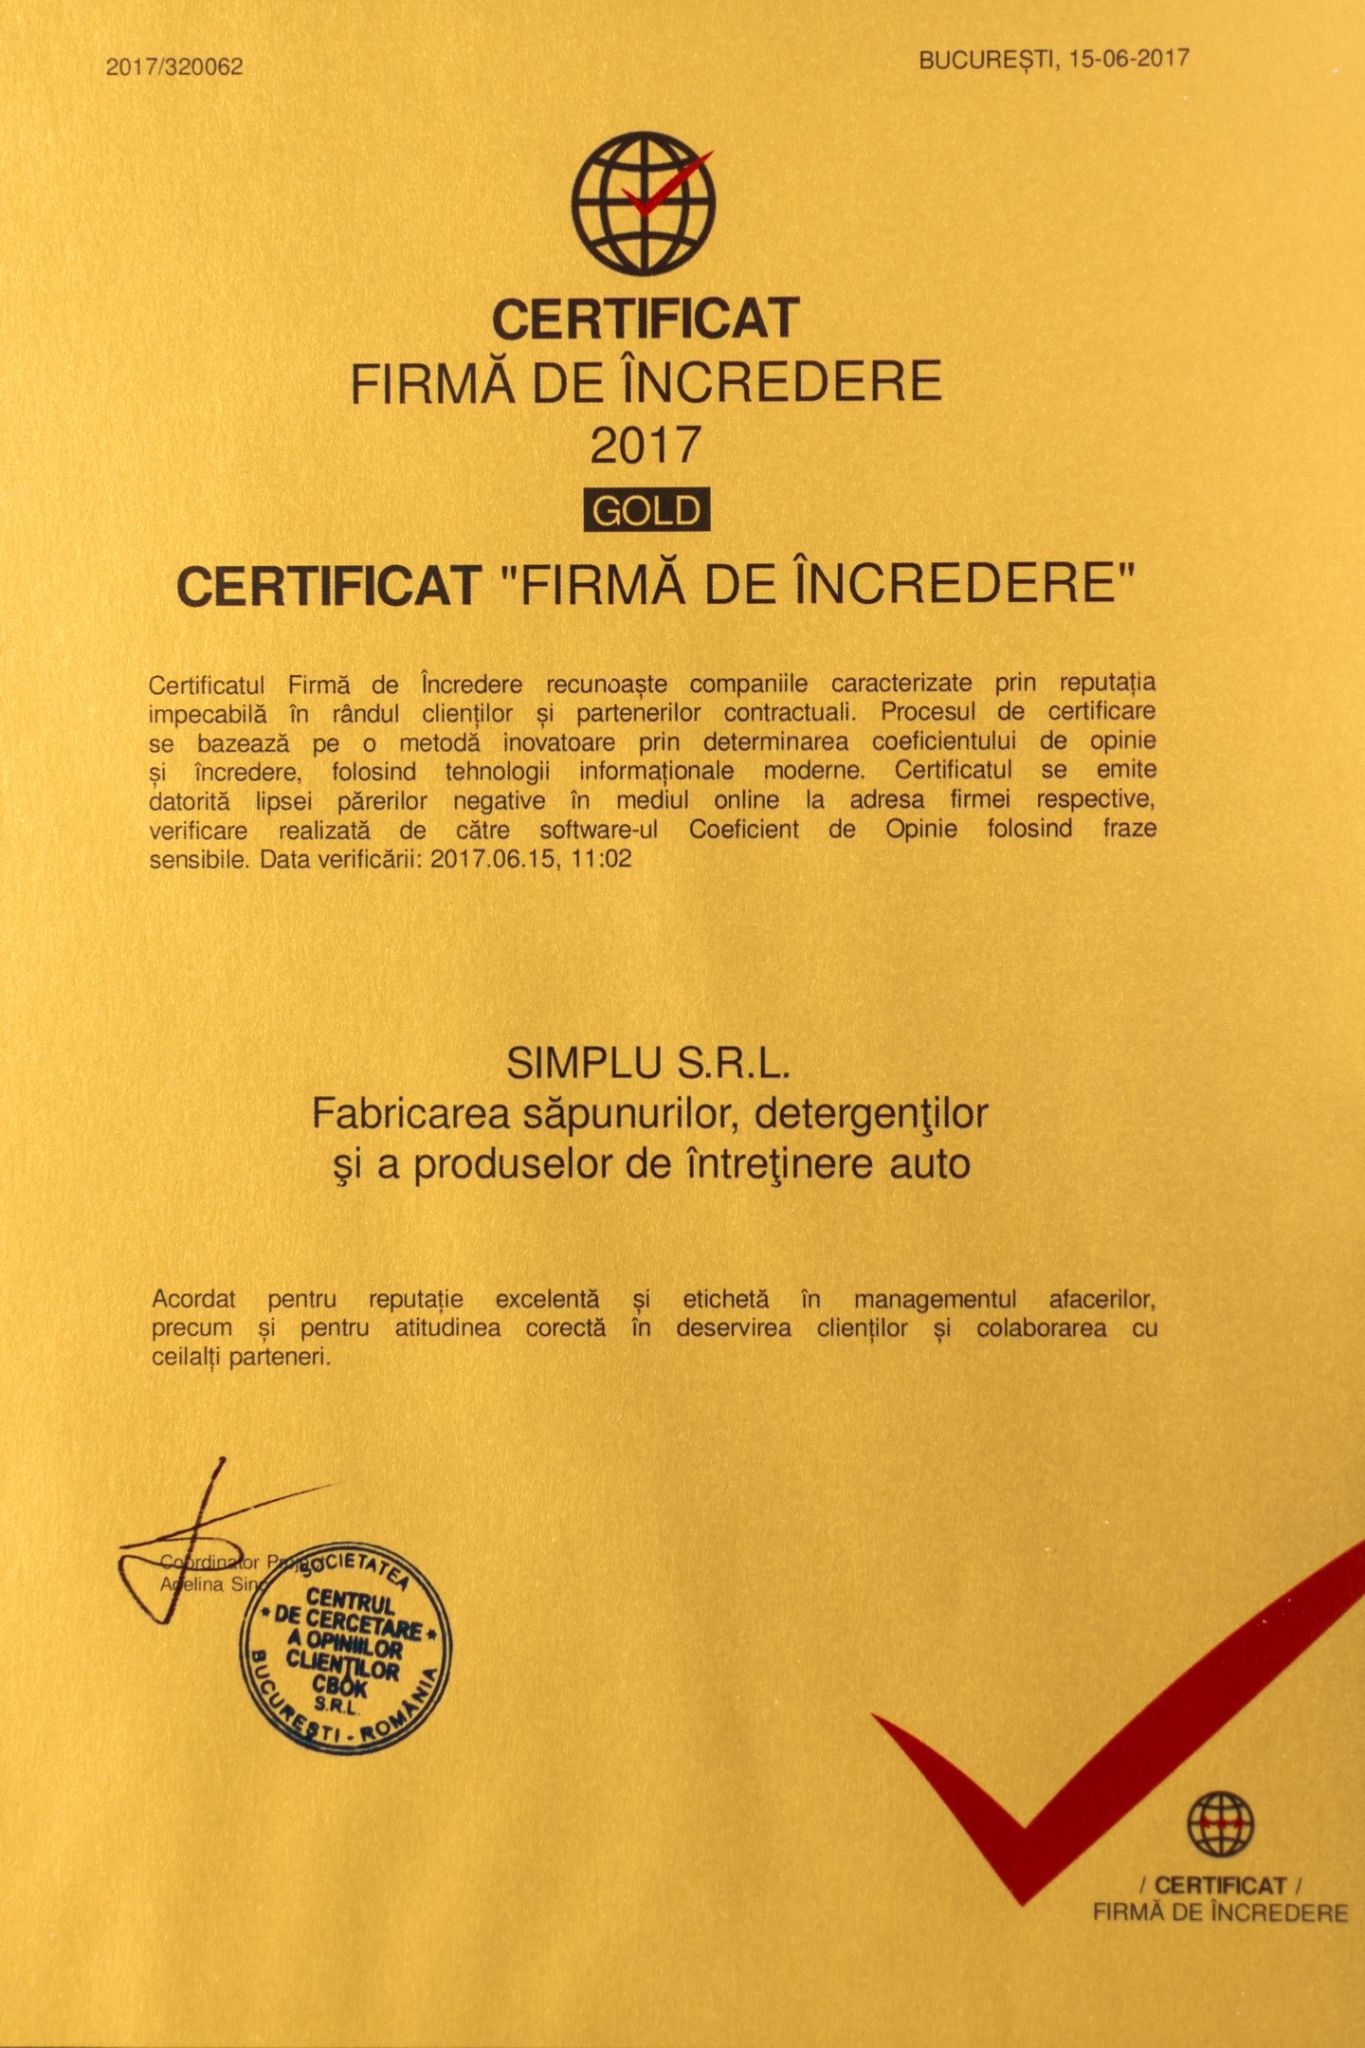 2017/320062
BUCUREȘTI, 15-06-2017
CERTIFICAT
FIRMĂ DE ÎNCREDERE
2017
GOLD
CERTIFICAT "FIRMĂ DE ÎNCREDERE"
Certificatul Firmă de Încredere recunoaște companiile caracterizate prin reputația
impecabilă în rândul clienților și partenerilor contractuali. Procesul de certificare
se bazează pe o metodă inovatoare prin determinarea coeficientului de opinie
și încredere, folosind tehnologii informaționale moderne. Certificatul se emite
datorită lipsei părerilor negative în mediul online la adresa firmei respective,
verificare realizată de către software-ul Coeficient de Opinie folosind fraze
sensibile. Data verificării: 2017.06.15, 11:02
SIMPLU S.R.L.
Fabricarea săpunurilor, detergenţilor
şi a produselor de întreţinere auto
Acordat pentru reputație excelentă și etichetă în managementul afacerilor,
precum și pentru atitudinea corectă în deservirea clienților și colaborarea cu
ceilalți parteneri.
Coordinator
Adelina
SOCIETATEA
CENTRUL
* DE CERCETARE *
A OPINIILOR
CLIENȚILOR
CBOK
S.R.L.
BUCUREȘTI - ROMÂNIA
/ CERTIFICAT /
FIRMĂ DE ÎNCREDERE